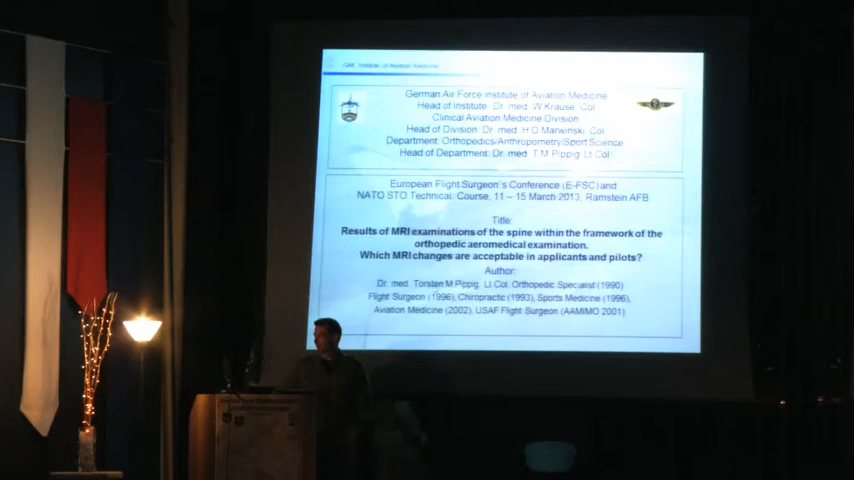 GAF Institute of Aviation Medicine
German Air Force Institute of Aviation Medicine
Head of Institute: Dr. med. W Krause, Col
Clinical Aviation Medicine Division
Head of Division: Dr. med. H D Marwinski, Col
Department: Orthopedics/Anthropometry/Sport Science
Head of Department: Dr. med. T M Pippig, Lt Col
European Flight Surgeon´s Conference (E-FSC) and
NATO STO Technical Course, 11 – 15 March 2013, Ramstein AFB
Title:
Results of MRI examinations of the spine within the framework of the
orthopedic aeromedical examination.
Which MRI changes are acceptable in applicants and pilots?
Author:
Dr. med. Torsten M Pippig, Lt. Col, Orthopedic Specialist (1990)
Flight Surgeon (1996), Chiropractic (1993), Sports Medicine (1996),
Aviation Medicine (2002), USAF Flight Surgeon (AAMIMO 2001)